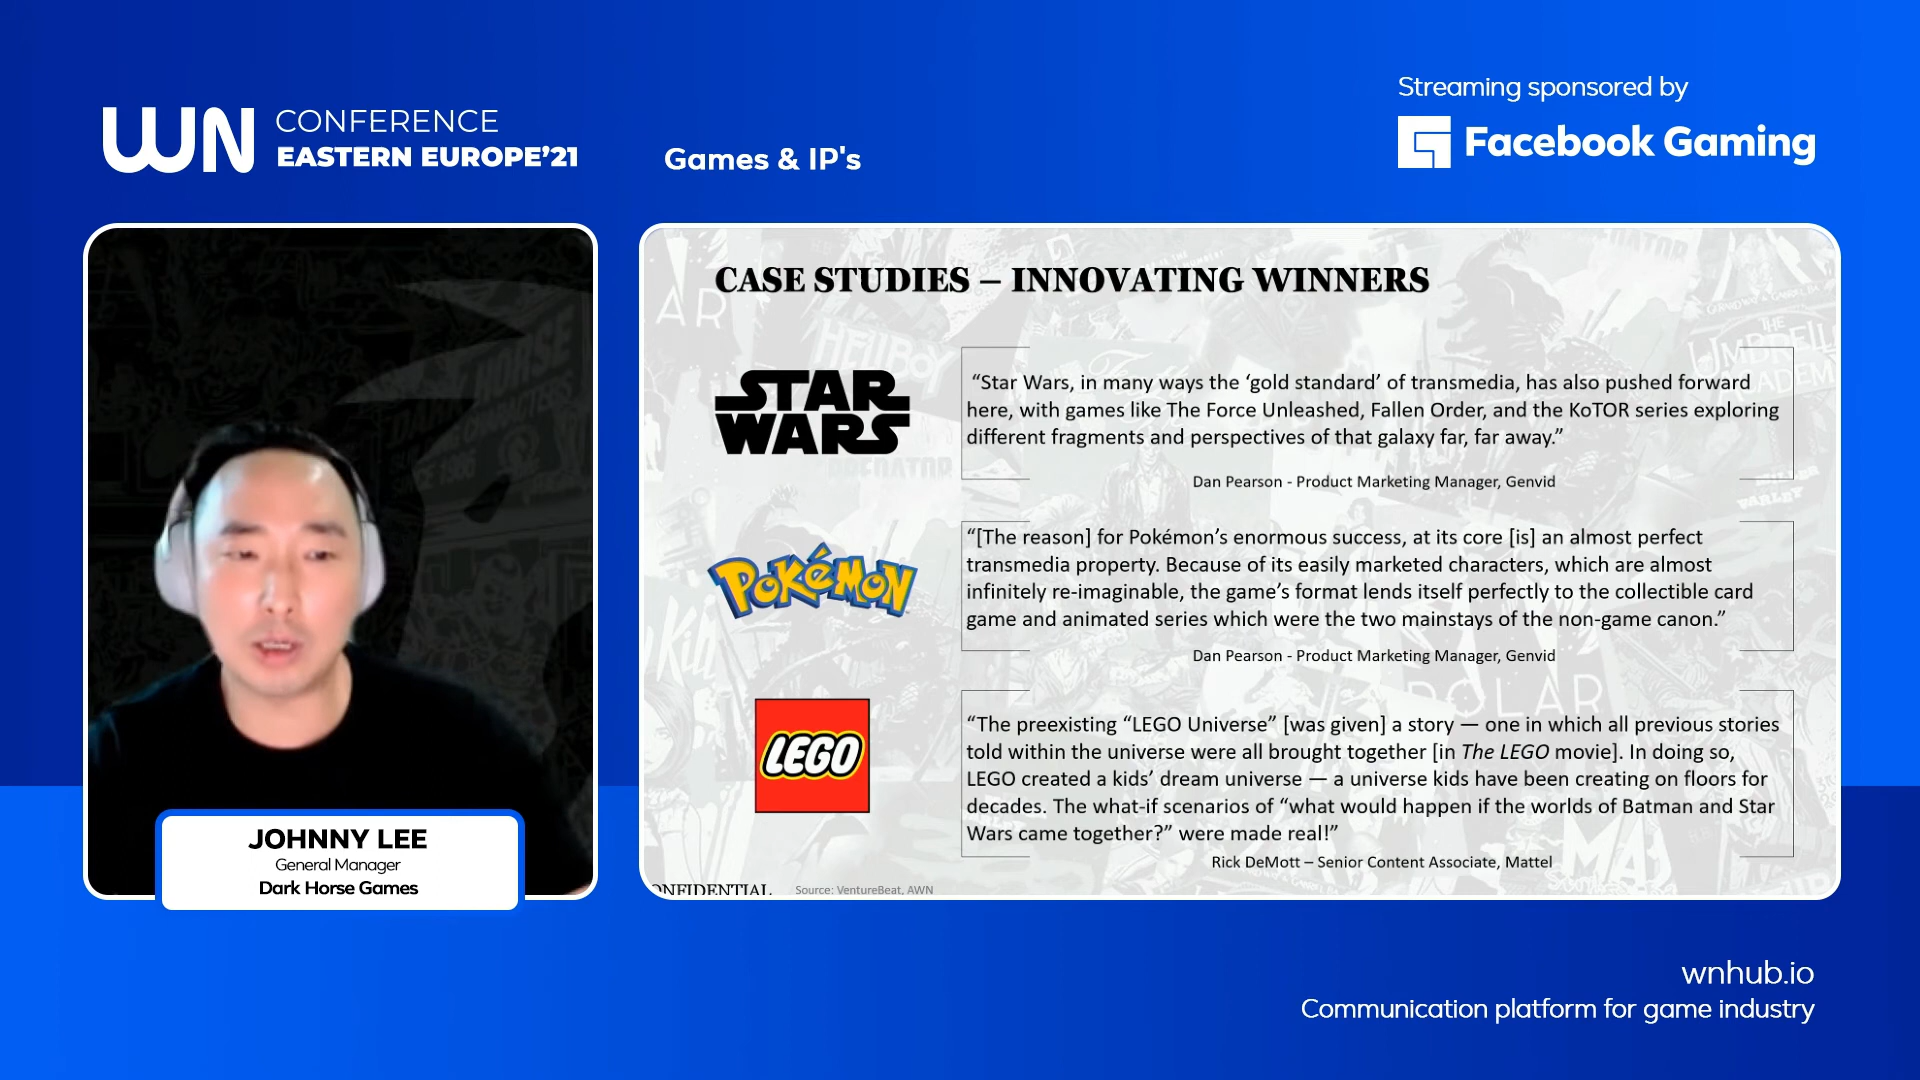 WN CONFERENCE
EASTERN EUROPE'21
Games & IP's
Streaming sponsored by
Facebook Gaming
JOHNNY LEE
General Manager
Dark Horse Games
CASE STUDIES – INNOVATING WINNERS
STAR
WARS
“Star Wars, in many ways the ‘gold standard’ of transmedia, has also pushed forward
here, with games like The Force Unleashed, Fallen Order, and the KoTOR series exploring
different fragments and perspectives of that galaxy far, far away.”
Dan Pearson - Product Marketing Manager, Genvid
POKéMON
“[The reason] for Pokémon’s enormous success, at its core [is] an almost perfect
transmedia property. Because of its easily marketed characters, which are almost
infinitely re-imaginable, the game’s format lends itself perfectly to the collectible card
game and animated series which were the two mainstays of the non-game canon.”
Dan Pearson - Product Marketing Manager, Genvid
LEGO
“The preexisting “LEGO Universe” [was given] a story — one in which all previous stories
told within the universe were all brought together [in The LEGO movie]. In doing so,
LEGO created a kids’ dream universe — a universe kids have been creating on floors for
decades. The what-if scenarios of “what would happen if the worlds of Batman and Star
Wars came together?” were made real!”
Rick DeMott – Senior Content Associate, Mattel
ONFIDENTIAL
Source: VentureBeat, AWN
HELLBOY
PREDATOR
THE
UMBRELLA
POLAR
wnhub.io
Communication platform for game industry